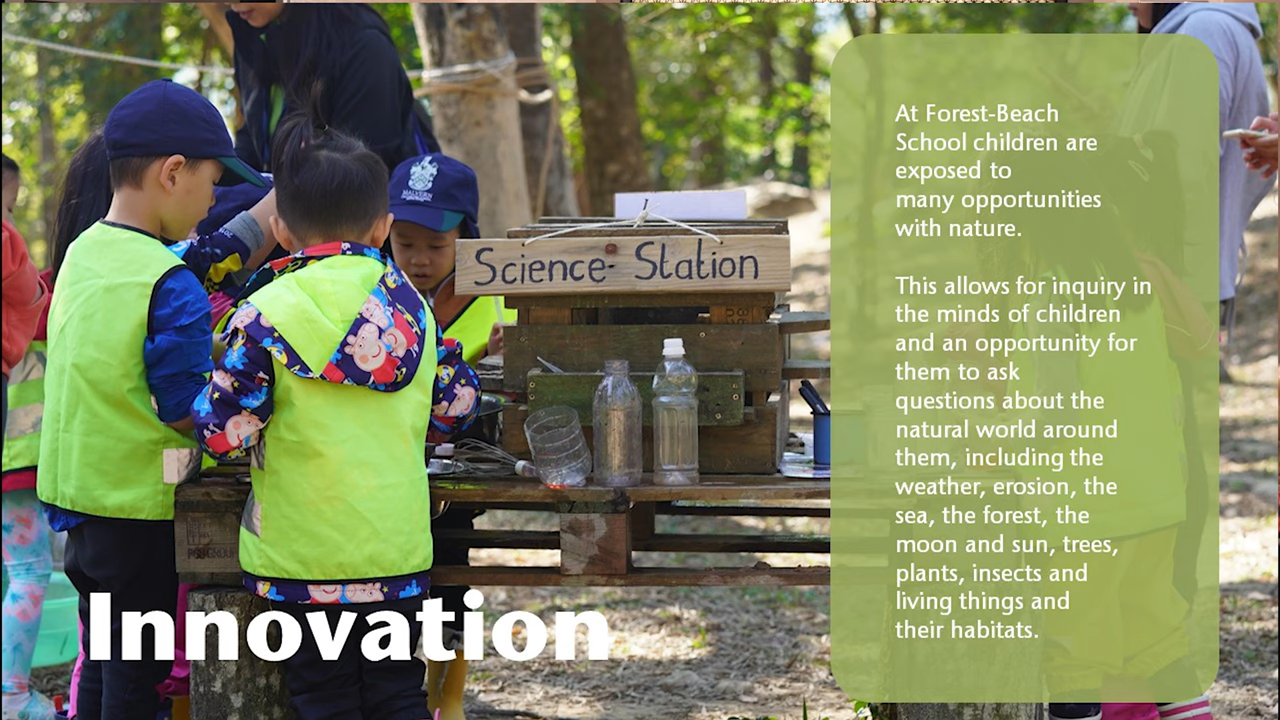 MALVERN
Science Station
Innovation
At Forest-Beach
School children are
exposed to
many opportunities
with nature.
This allows for inquiry in
the minds of children
and an opportunity for
them to ask
questions about the
natural world around
them, including the
weather, erosion, the
sea, the forest, the
moon and sun, trees,
plants, insects and
living things and
their habitats.